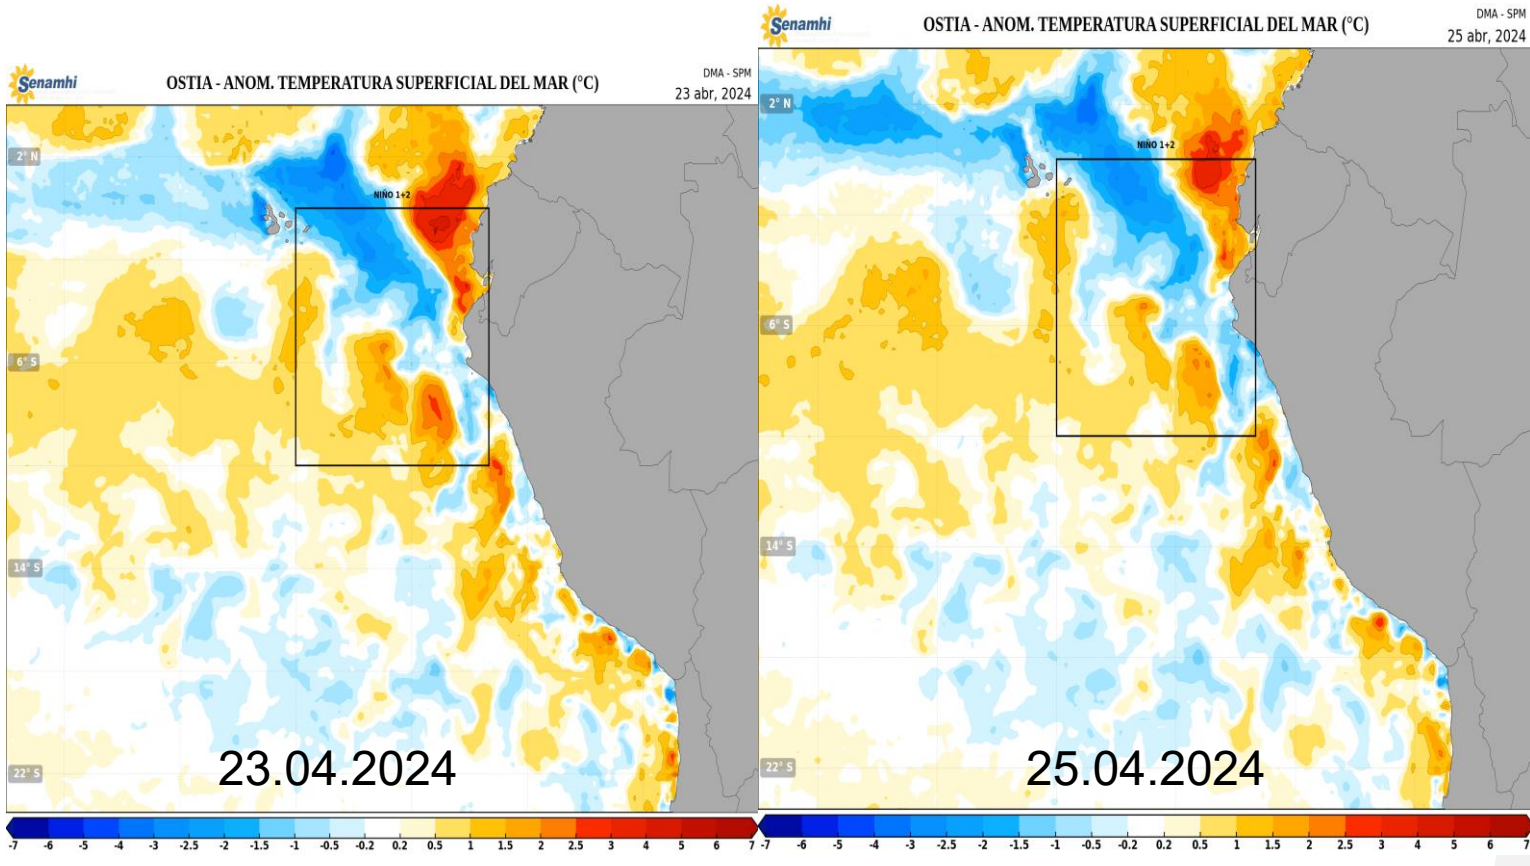 Senamhi
OSTIA - ANOM. TEMPERATURA SUPERFICIAL DEL MAR (°C)
DMA - SPM
23 abr, 2024
2° N
NIÑO 1+2
6° S
14° S
22° S
23.04.2024
-7 -6 -5 -4 -3 -2.5 -2 -1.5 -1 -0.5 -0.2 0.2 0.5 1 1.5 2 2.5 3 4 5 6 7
Senamhi
OSTIA - ANOM. TEMPERATURA SUPERFICIAL DEL MAR (°C)
DMA - SPM
25 abr, 2024
2° N
NIÑO 1+2
6° S
14° S
22° S
25.04.2024
-7 -6 -5 -4 -3 -2.5 -2 -1.5 -1 -0.5 -0.2 0.2 0.5 1 1.5 2 2.5 3 4 5 6 7